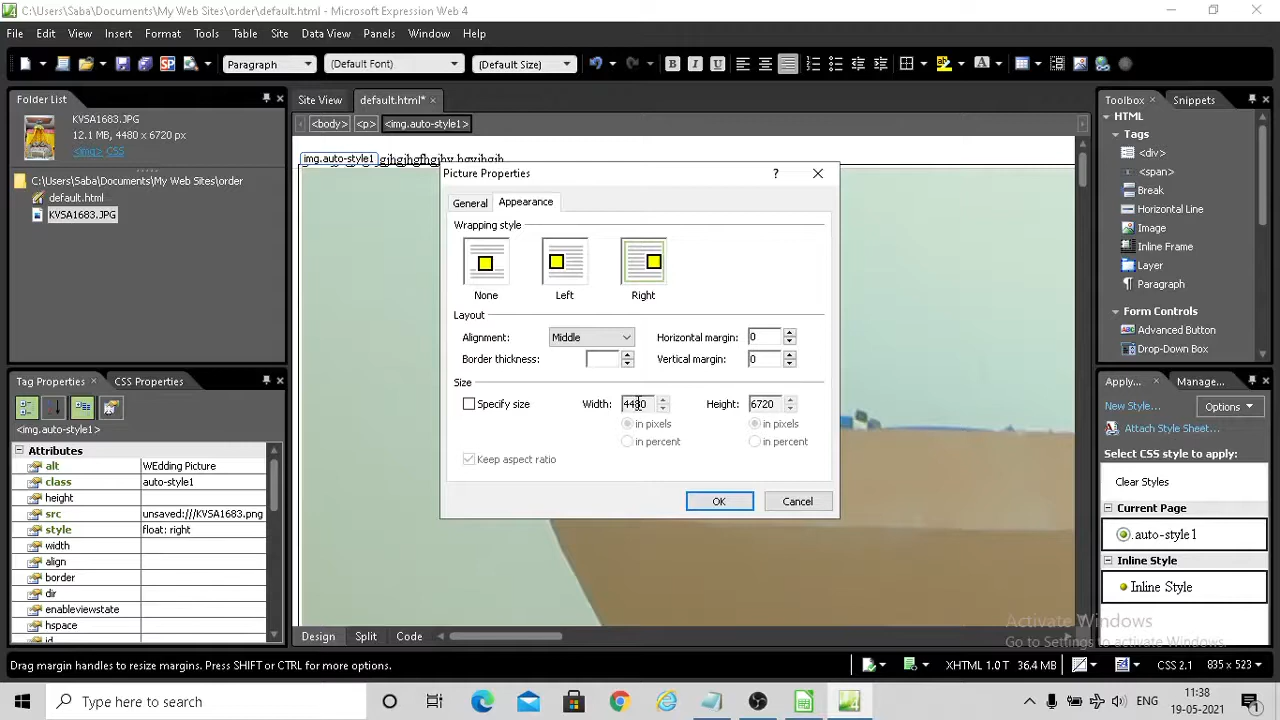 C:\Users\Saba\Documents\My Web Sites\order\default.html - Microsoft Expression Web 4
File Edit View Insert Format Tools Table Site Data View Panels Window Help
Paragraph (Default Font) (Default Size)
Folder List
KVSA1683.JPG
12.1 MB, 4480 x 6720 px
<img> CSS
C:\Users\Saba\Documents\My Web Sites\order
default.html
KVSA1683.JPG
Site View default.html*
<body> <p> <img.auto-style1>
img.auto-style1
Picture Properties
General Appearance
Wrapping style
None Left Right
Layout
Alignment: Middle Horizontal margin: 0
Border thickness: Vertical margin: 0
Size
Specify size Width: 4480 Height: 6720
in pixels in pixels
in percent in percent
Keep aspect ratio
OK Cancel
Toolbox Snippets
HTML
Tags
<div>
<span>
Break
Horizontal Line
Image
Inline Frame
Layer
Paragraph
Form Controls
Advanced Button
Drop-Down Box
Tag Properties CSS Properties
<img.auto-style1>
Attributes
alt WEdding Picture
class auto-style1
height
src unsaved:///KVSA1683.png
style float: right
width
align
border
dir
enableviewstate
hspace
id
Apply... Manage...
New Style... Options
Attach Style Sheet...
Select CSS style to apply:
Clear Styles
Current Page
.auto-style1
Inline Style
Inline Style
Activate Windows
Go to Settings to activate Windows.
Design Split Code
Drag margin handles to resize margins. Press SHIFT or CTRL for more options.
XHTML 1.0 T 36.4 MB CSS 2.1 835 x 523
Type here to search
ENG
11:38
19-05-2021